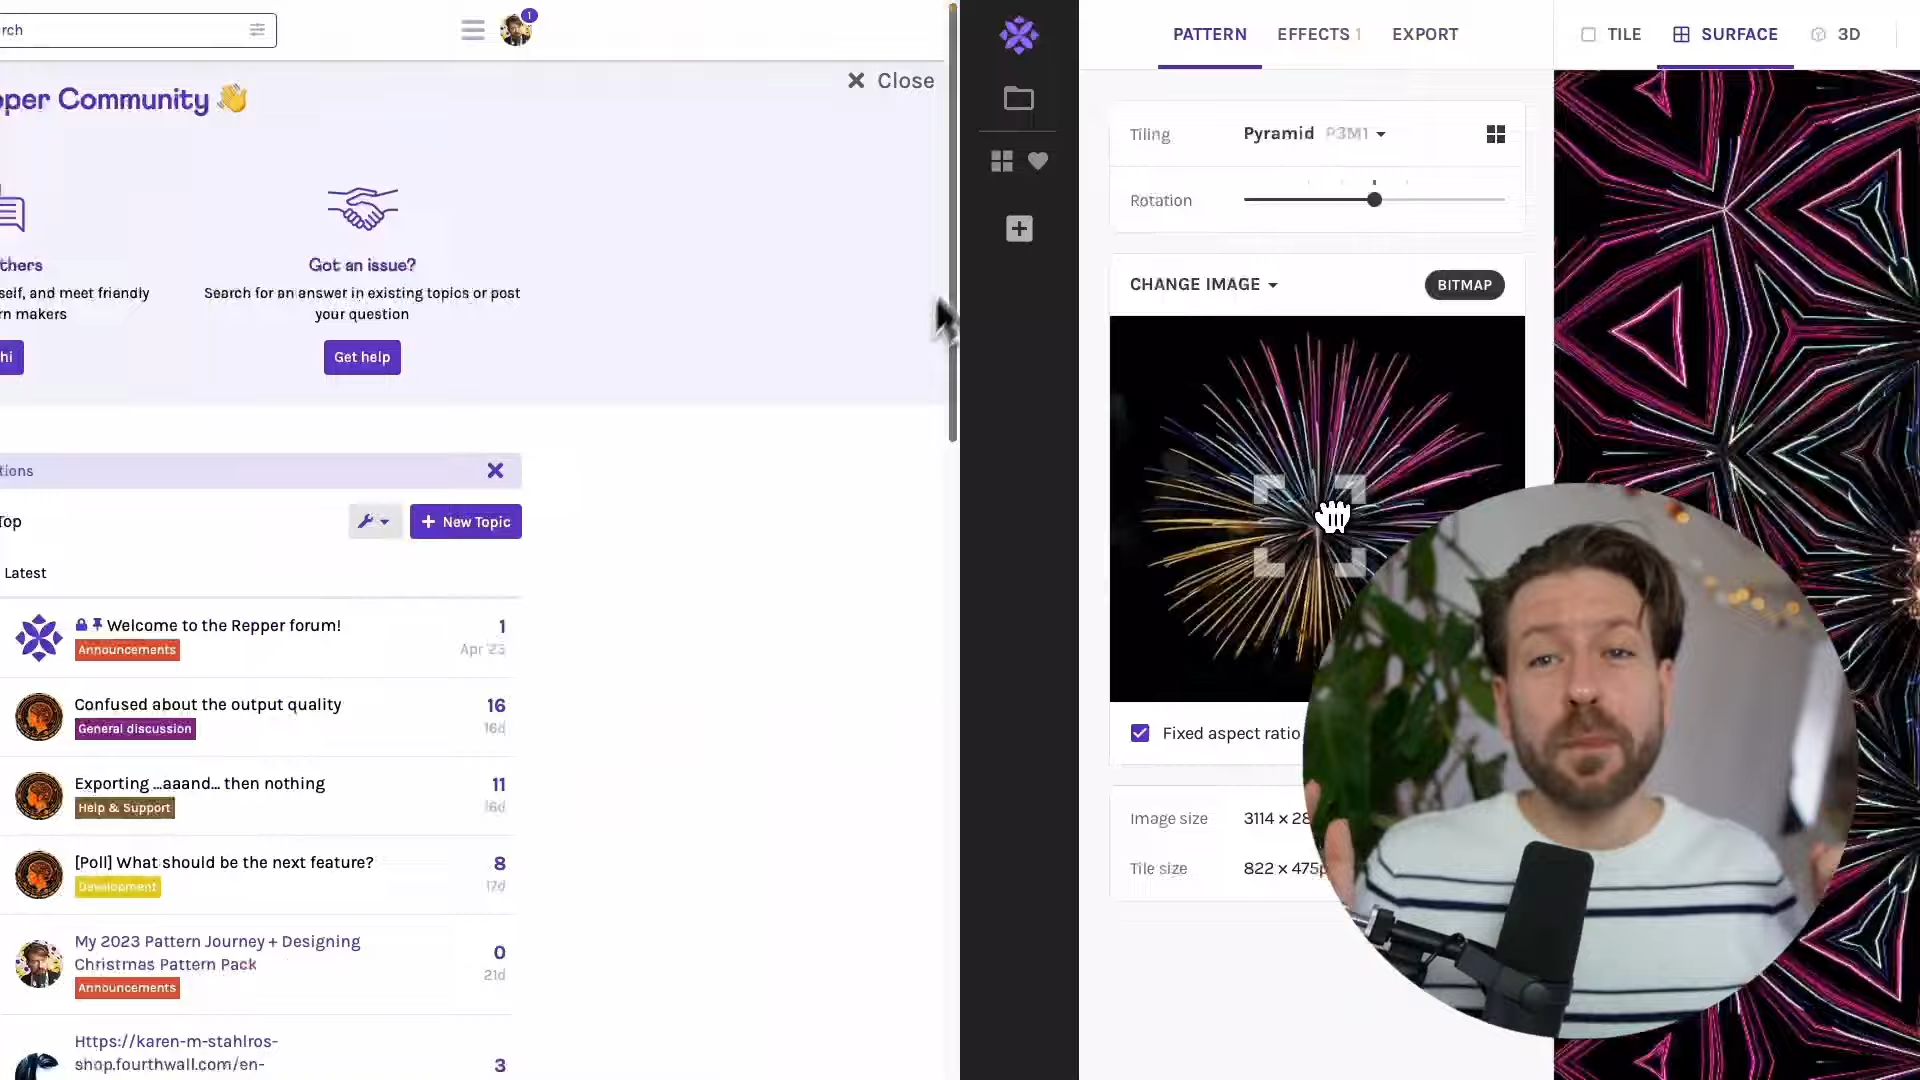 rch
1
Close
pper Community 👋
thers
self, and meet friendly
rn makers
hi
Got an issue?
Search for an answer in existing topics or post
your question
Get help
tions
Top
+ New Topic
Latest
Welcome to the Repper forum!
1
Announcements
Apr '23
Confused about the output quality
16
General discussion
16d
Exporting ...aaand... then nothing
11
Help & Support
16d
[Poll] What should be the next feature?
8
Development
17d
My 2023 Pattern Journey + Designing
Christmas Pattern Pack
0
Announcements
21d
Https://karen-m-stahlros-
shop.fourthwall.com/en-
3
PATTERN
EFFECTS 1
EXPORT
TILE
SURFACE
3D
Tiling
Pyramid P3M1
Rotation
CHANGE IMAGE
BITMAP
Fixed aspect ratio
Image size
3114 x 28
Tile size
822 x 475p